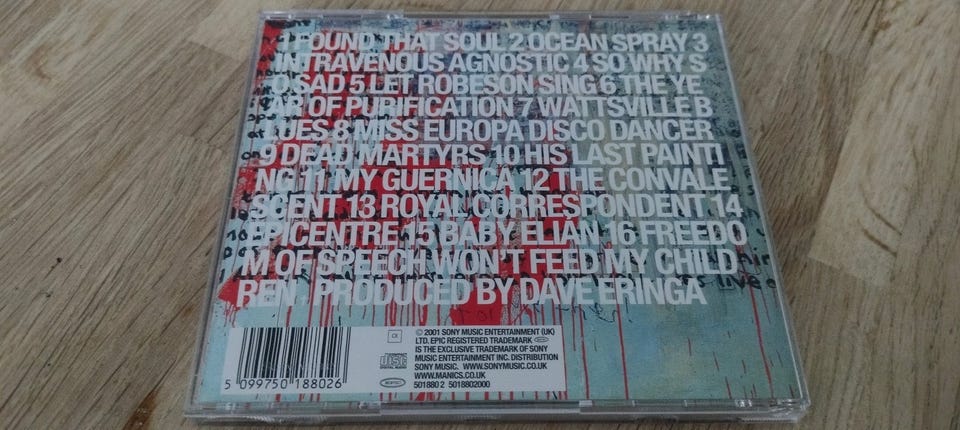 1 FOUND THAT SOUL 2 OCEAN SPRAY 3
INTRAVENOUS AGNOSTIC 4 SO WHY S
O SAD 5 LET ROBESON SING 6 THE YE
AR OF PURIFICATION 7 WATTSVILLE B
LUES 8 MISS EUROPA DISCO DANCER
9 DEAD MARTYRS 10 HIS LAST PAINTI
NG 11 MY GUERNICA 12 THE CONVALE
SCENT 13 ROYAL CORRESPONDENT 14
EPICENTRE 15 BABY ELIAN 16 FREEDO
M OF SPEECH WON'T FEED MY CHILD
REN . PRODUCED BY DAVE ERINGA
5 099750 188026
COMPACT disc DIGITAL AUDIO
epic
© 2001 SONY MUSIC ENTERTAINMENT (UK)
LTD. EPIC REGISTERED TRADEMARK
IS THE EXCLUSIVE TRADEMARK OF SONY
MUSIC ENTERTAINMENT INC. DISTRIBUTION
SONY MUSIC. WWW.SONYMUSIC.CO.UK
WWW.MANICS.CO.UK
501880 2 5018802000